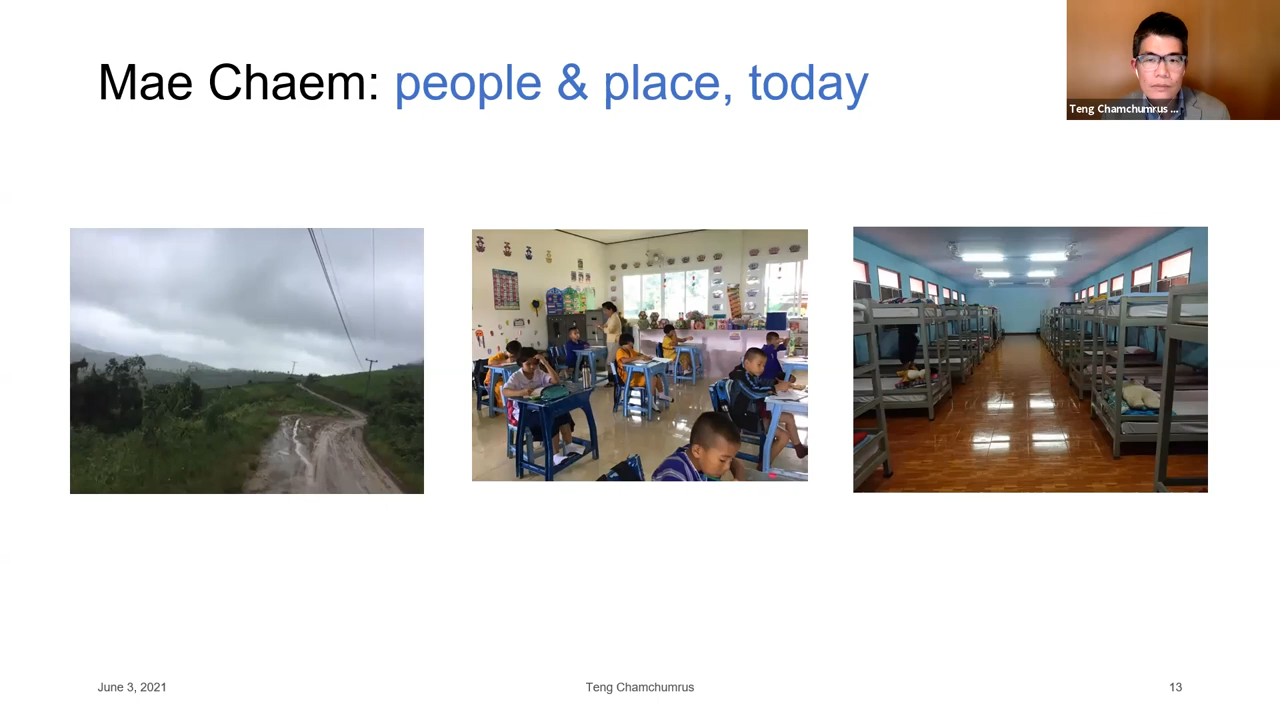 Mae Chaem: people & place, today
Teng Chamchumrus ...
June 3, 2021
Teng Chamchumrus
13